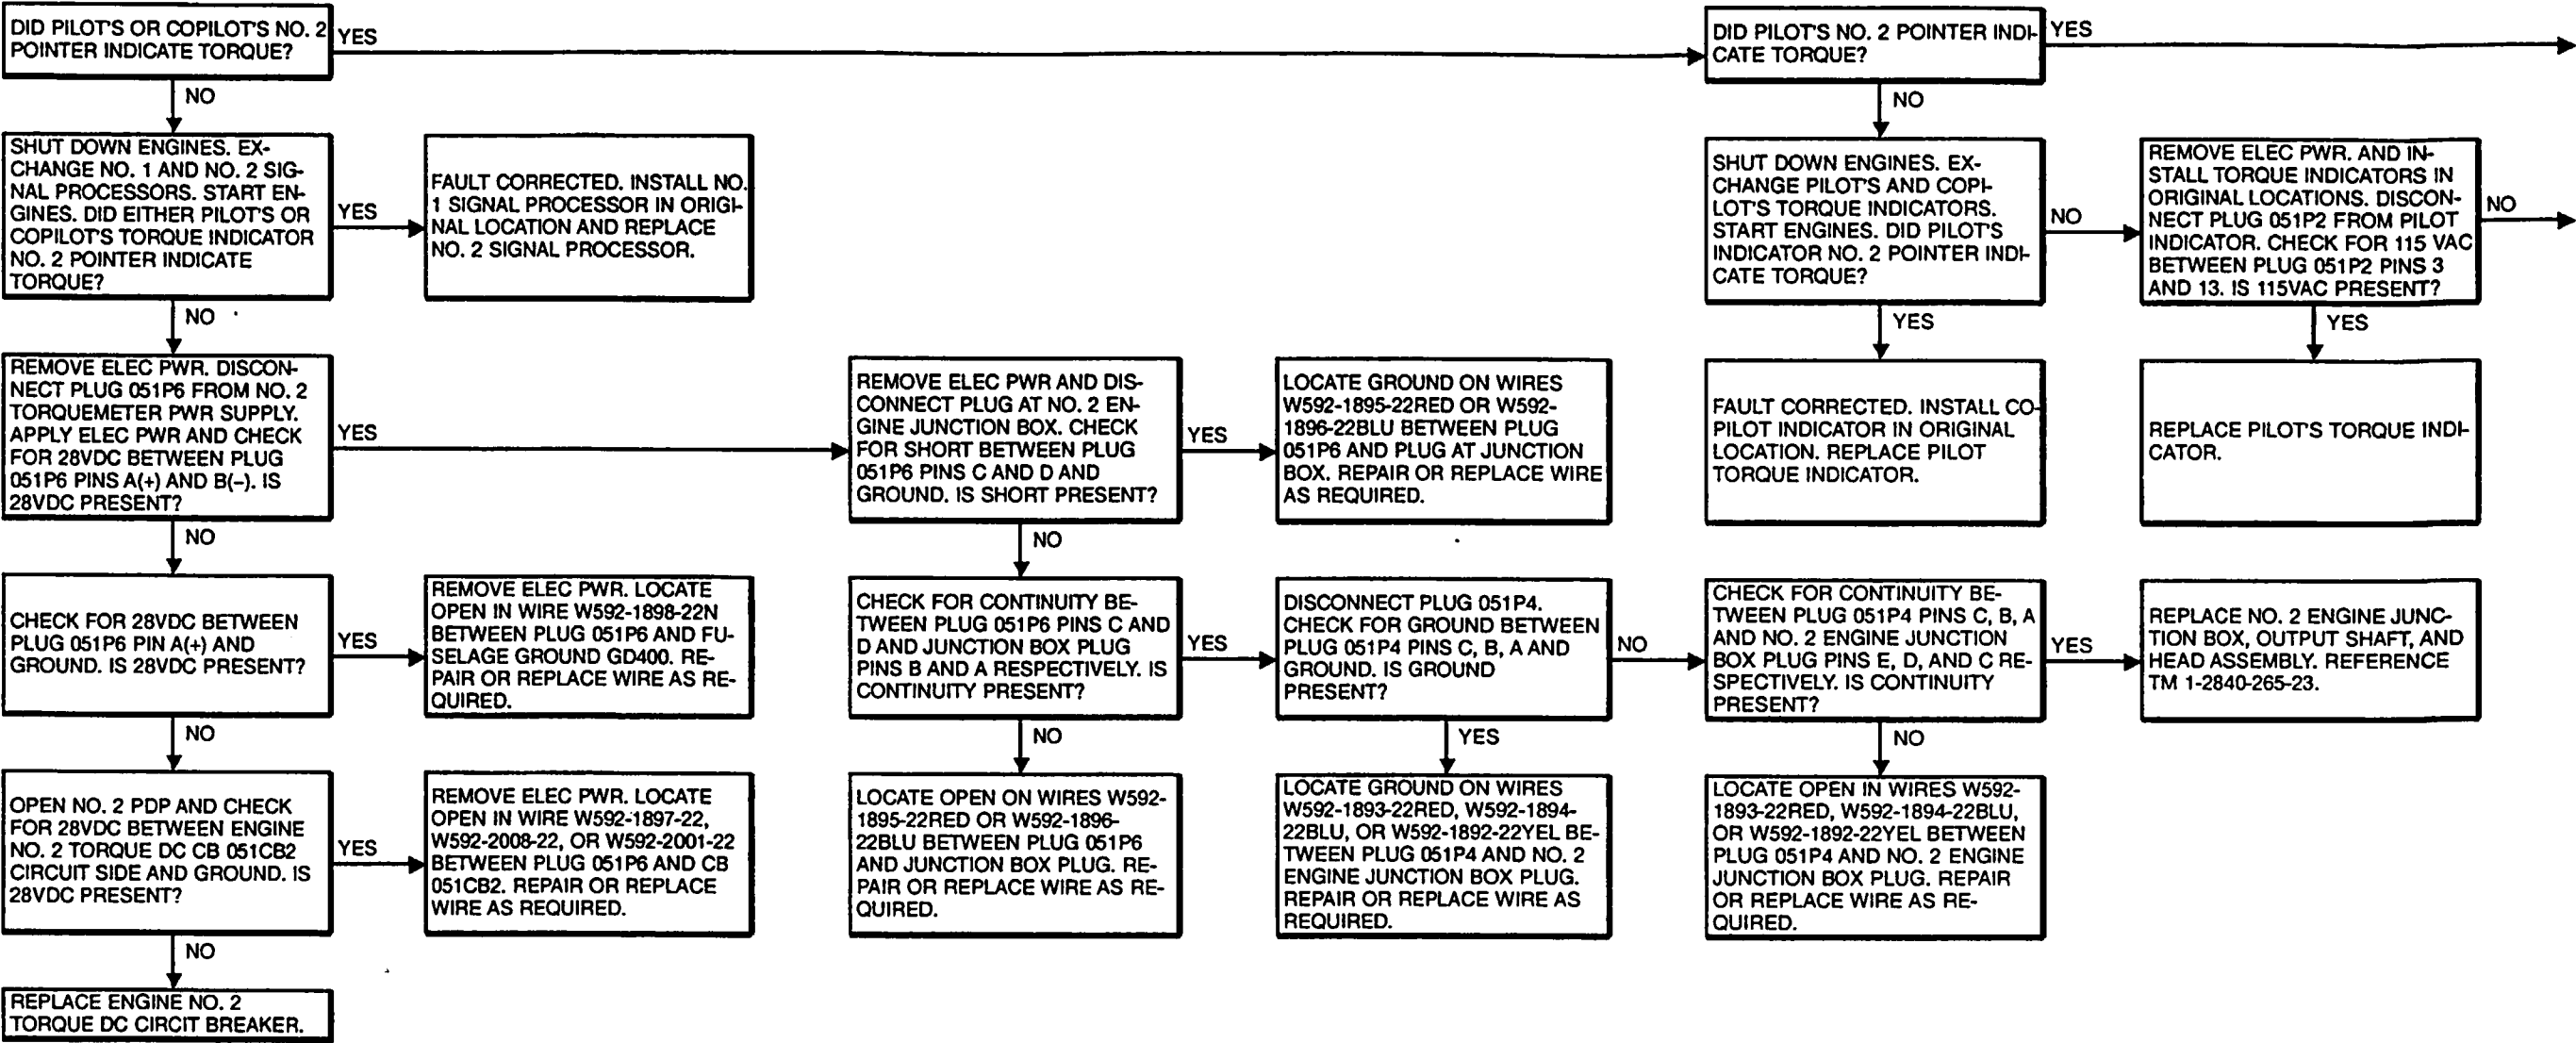 DID PILOT'S OR COPILOT'S NO. 2
POINTER INDICATE TORQUE?
YES
NO
DID PILOT'S NO. 2 POINTER INDI-
CATE TORQUE?
YES
NO
SHUT DOWN ENGINES. EX-
CHANGE NO. 1 AND NO. 2 SIG-
NAL PROCESSORS. START EN-
GINES. DID EITHER PILOT'S OR
COPILOT'S TORQUE INDICATOR
NO. 2 POINTER INDICATE
TORQUE?
YES
NO
FAULT CORRECTED. INSTALL NO.
1 SIGNAL PROCESSOR IN ORIGI-
NAL LOCATION AND REPLACE
NO. 2 SIGNAL PROCESSOR.
SHUT DOWN ENGINES. EX-
CHANGE PILOT'S AND COPI-
LOT'S TORQUE INDICATORS.
START ENGINES. DID PILOT'S
INDICATOR NO. 2 POINTER INDI-
CATE TORQUE?
NO
YES
REMOVE ELEC PWR. AND IN-
STALL TORQUE INDICATORS IN
ORIGINAL LOCATIONS. DISCON-
NECT PLUG 051P2 FROM PILOT
INDICATOR. CHECK FOR 115 VAC
BETWEEN PLUG 051P2 PINS 3
AND 13. IS 115VAC PRESENT?
NO
YES
REMOVE ELEC PWR. DISCON-
NECT PLUG 051P6 FROM NO. 2
TORQUEMETER PWR SUPPLY.
APPLY ELEC PWR AND CHECK
FOR 28VDC BETWEEN PLUG
051P6 PINS A(+) AND B(–). IS
28VDC PRESENT?
YES
NO
REMOVE ELEC PWR AND DIS-
CONNECT PLUG AT NO. 2 EN-
GINE JUNCTION BOX. CHECK
FOR SHORT BETWEEN PLUG
051P6 PINS C AND D AND
GROUND. IS SHORT PRESENT?
YES
NO
LOCATE GROUND ON WIRES
W592-1895-22RED OR W592-
1896-22BLU BETWEEN PLUG
051P6 AND PLUG AT JUNCTION
BOX. REPAIR OR REPLACE WIRE
AS REQUIRED.
FAULT CORRECTED. INSTALL CO-
PILOT INDICATOR IN ORIGINAL
LOCATION. REPLACE PILOT
TORQUE INDICATOR.
REPLACE PILOT'S TORQUE INDI-
CATOR.
CHECK FOR 28VDC BETWEEN
PLUG 051P6 PIN A(+) AND
GROUND. IS 28VDC PRESENT?
YES
NO
REMOVE ELEC PWR. LOCATE
OPEN IN WIRE W592-1898-22N
BETWEEN PLUG 051P6 AND FU-
SELAGE GROUND GD400. RE-
PAIR OR REPLACE WIRE AS RE-
QUIRED.
CHECK FOR CONTINUITY BE-
TWEEN PLUG 051P6 PINS C AND
D AND JUNCTION BOX PLUG
PINS B AND A RESPECTIVELY. IS
CONTINUITY PRESENT?
YES
NO
DISCONNECT PLUG 051P4.
CHECK FOR GROUND BETWEEN
PLUG 051P4 PINS C, B, A AND
GROUND. IS GROUND
PRESENT?
NO
YES
CHECK FOR CONTINUITY BE-
TWEEN PLUG 051P4 PINS C, B, A
AND NO. 2 ENGINE JUNCTION
BOX PLUG PINS E, D, AND C RE-
SPECTIVELY. IS CONTINUITY
PRESENT?
YES
NO
REPLACE NO. 2 ENGINE JUNC-
TION BOX, OUTPUT SHAFT, AND
HEAD ASSEMBLY. REFERENCE
TM 1-2840-265-23.
OPEN NO. 2 PDP AND CHECK
FOR 28VDC BETWEEN ENGINE
NO. 2 TORQUE DC CB 051CB2
CIRCUIT SIDE AND GROUND. IS
28VDC PRESENT?
YES
NO
REMOVE ELEC PWR. LOCATE
OPEN IN WIRE W592-1897-22,
W592-2008-22, OR W592-2001-22
BETWEEN PLUG 051P6 AND CB
051CB2. REPAIR OR REPLACE
WIRE AS REQUIRED.
LOCATE OPEN ON WIRES W592-
1895-22RED OR W592-1896-
22BLU BETWEEN PLUG 051P6
AND JUNCTION BOX PLUG. RE-
PAIR OR REPLACE WIRE AS RE-
QUIRED.
LOCATE GROUND ON WIRES
W592-1893-22RED, W592-1894-
22BLU, OR W592-1892-22YEL BE-
TWEEN PLUG 051P4 AND NO. 2
ENGINE JUNCTION BOX PLUG.
REPAIR OR REPLACE WIRE AS
REQUIRED.
LOCATE OPEN IN WIRES W592-
1893-22RED, W592-1894-22BLU,
OR W592-1892-22YEL BETWEEN
PLUG 051P4 AND NO. 2 ENGINE
JUNCTION BOX PLUG. REPAIR
OR REPLACE WIRE AS RE-
QUIRED.
REPLACE ENGINE NO. 2
TORQUE DC CIRCIT BREAKER.